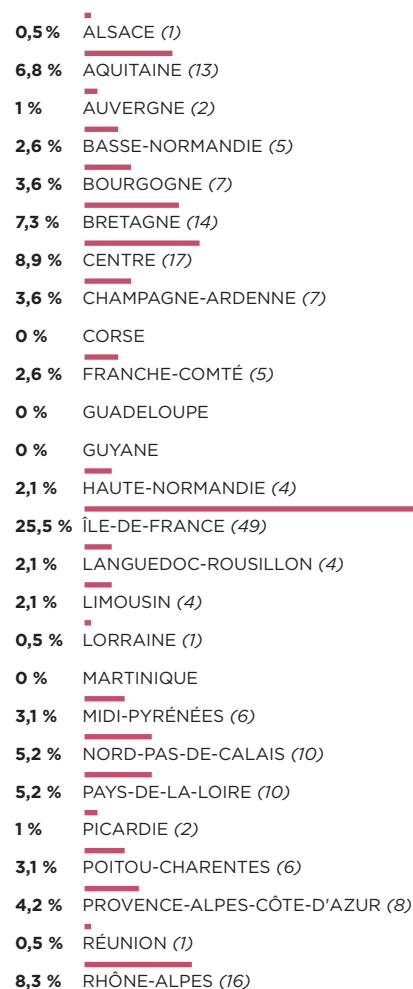 0,5 % ALSACE (1)
6,8 % AQUITAINE (13)
1 % AUVERGNE (2)
2,6 % BASSE-NORMANDIE (5)
3,6 % BOURGOGNE (7)
7,3 % BRETAGNE (14)
8,9 % CENTRE (17)
3,6 % CHAMPAGNE-ARDENNE (7)
0 % CORSE
2,6 % FRANCHE-COMTÉ (5)
0 % GUADELOUPE
0 % GUYANE
2,1 % HAUTE-NORMANDIE (4)
25,5 % ÎLE-DE-FRANCE (49)
2,1 % LANGUEDOC-ROUSILLON (4)
2,1 % LIMOUSIN (4)
0,5 % LORRAINE (1)
0 % MARTINIQUE
3,1 % MIDI-PYRÉNÉES (6)
5,2 % NORD-PAS-DE-CALAIS (10)
5,2 % PAYS-DE-LA-LOIRE (10)
1 % PICARDIE (2)
3,1 % POITOU-CHARENTES (6)
4,2 % PROVENCE-ALPES-CÔTE-D'AZUR (8)
0,5 % RÉUNION (1)
8,3 % RHÔNE-ALPES (16)